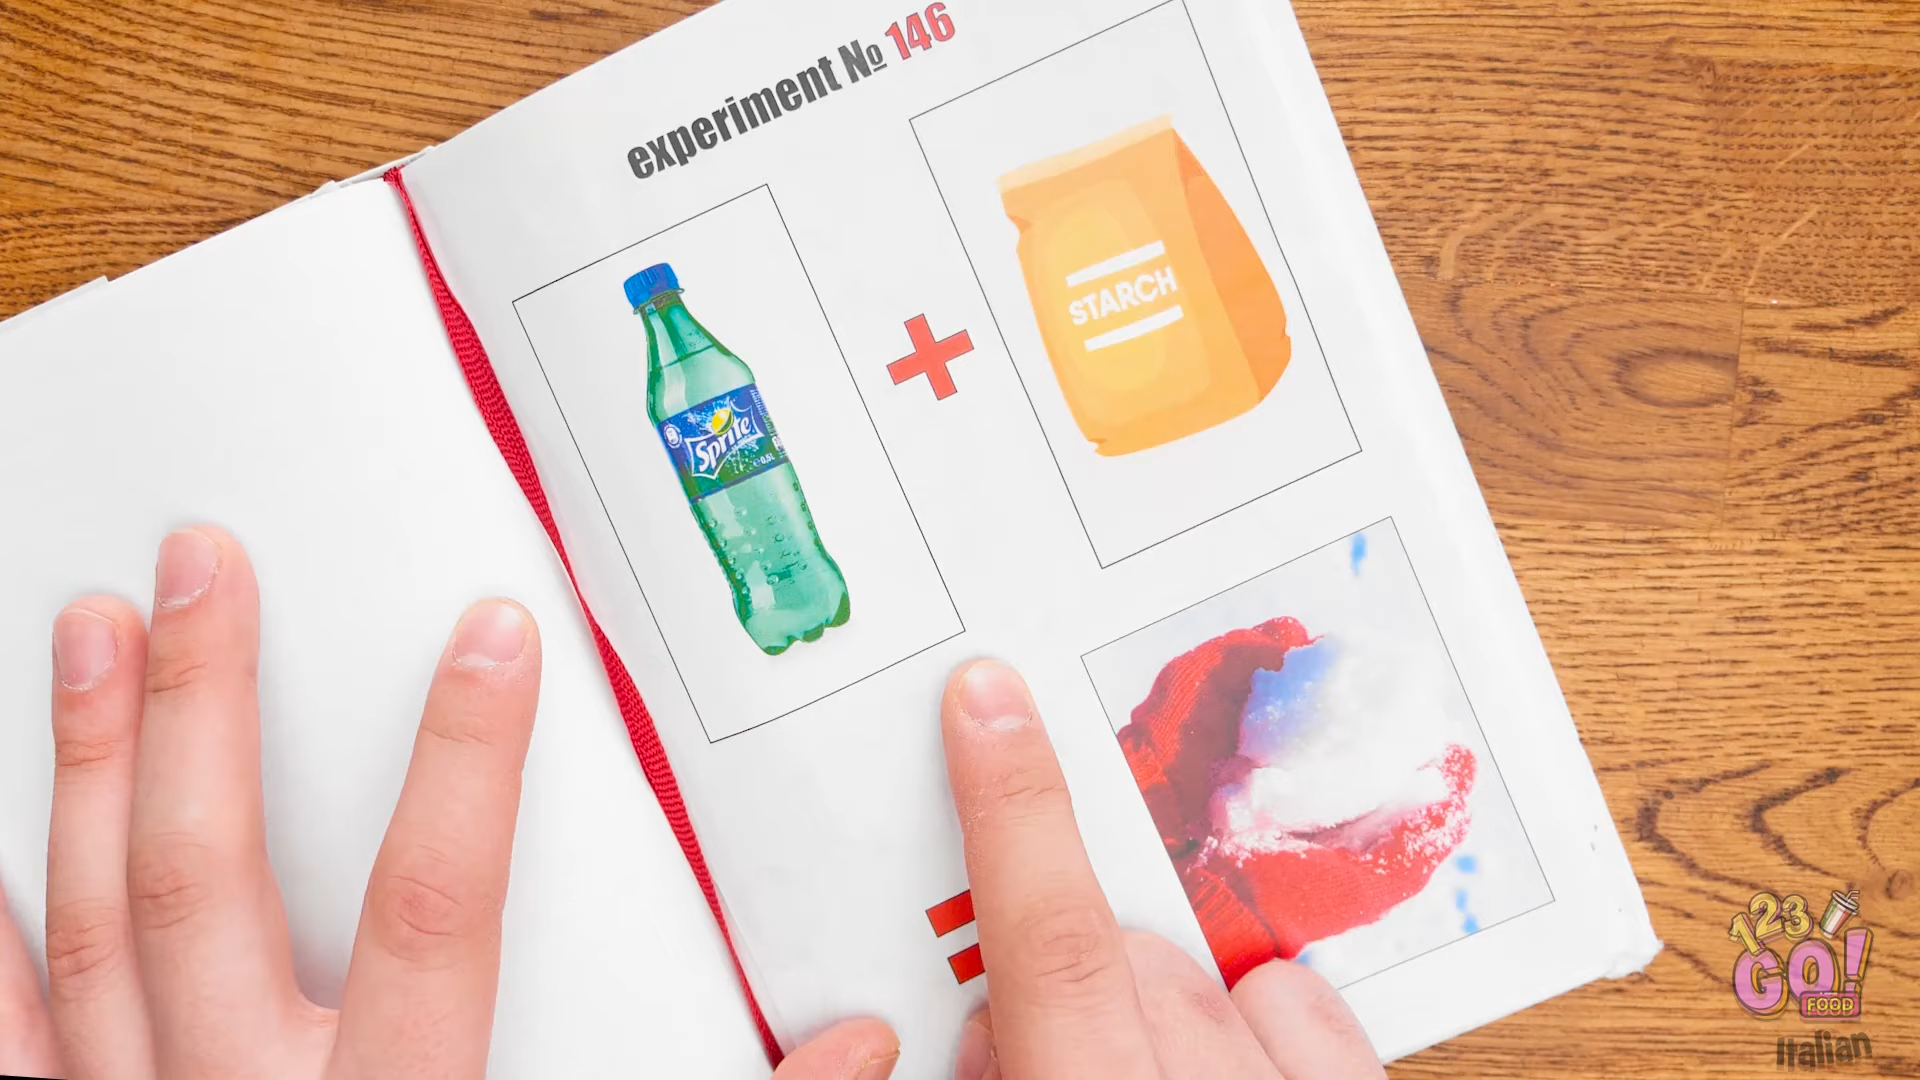 experiment № 146
Sprite
0.5L
STARCH
123
GO!
FOOD
Italian